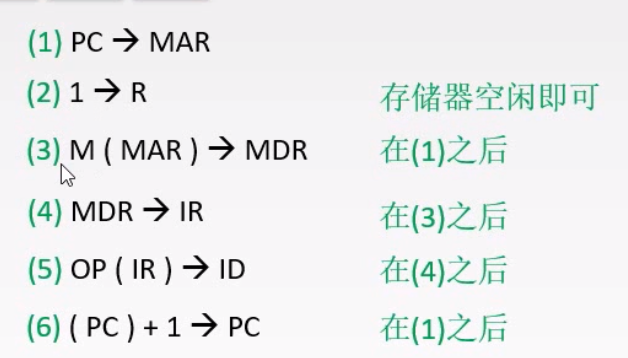 (1) PC → MAR
(2) 1 → R 存储器空闲即可
(3) M ( MAR ) → MDR 在(1)之后
(4) MDR → IR 在(3)之后
(5) OP ( IR ) → ID 在(4)之后
(6) ( PC ) + 1 → PC 在(1)之后